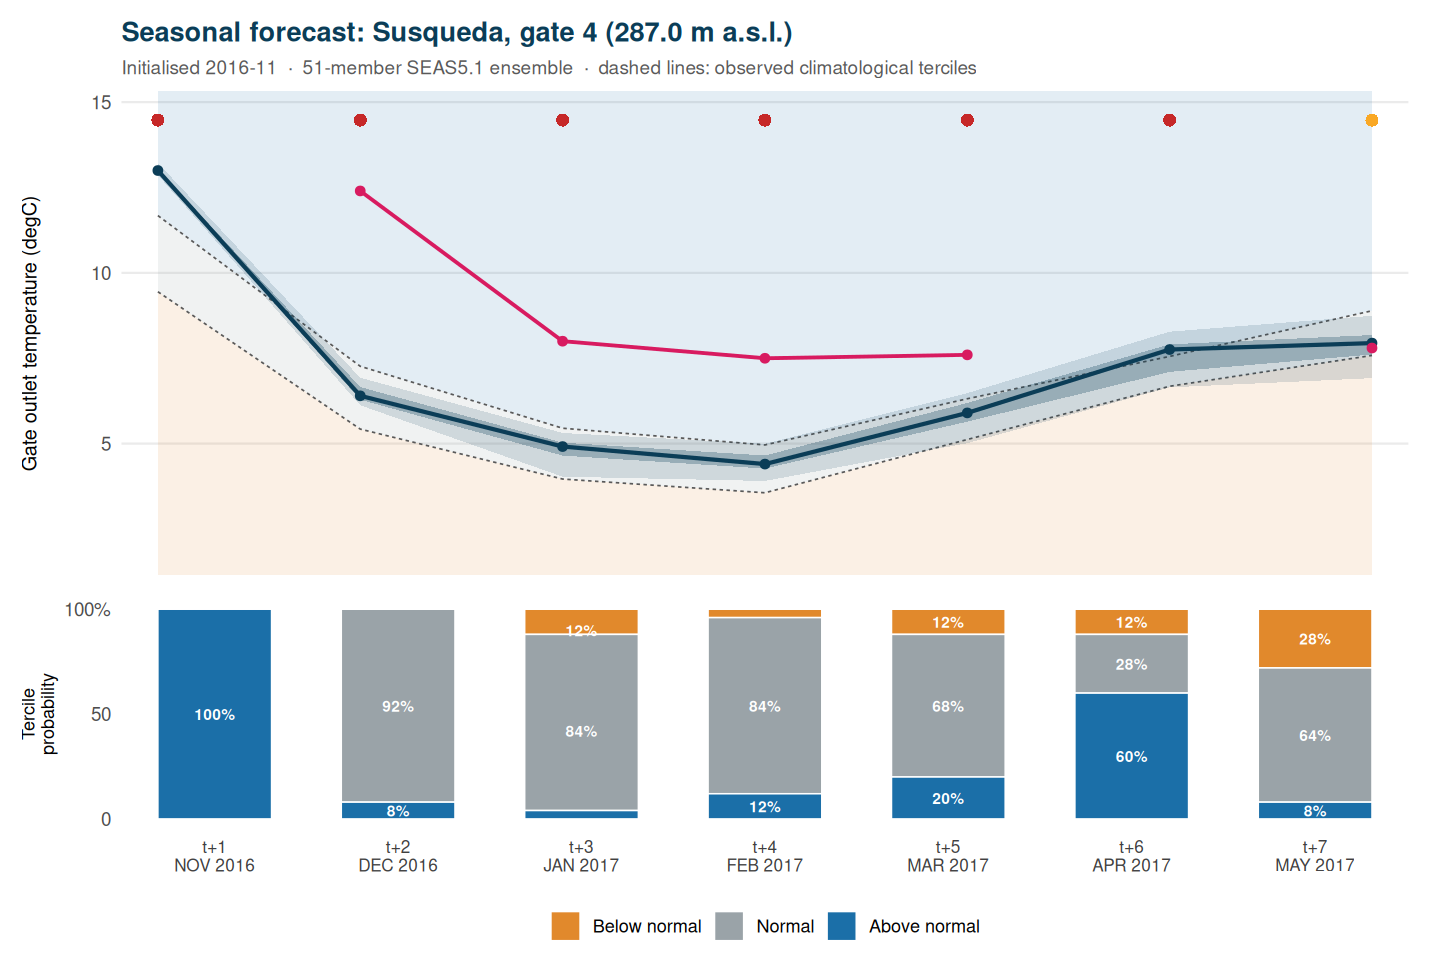 Seasonal forecast: Susqueda, gate 4 (287.0 m a.s.l.)
Initialised 2016-11 · 51-member SEAS5.1 ensemble · dashed lines: observed climatological terciles
15
10
5
Gate outlet temperature (degC)
100%
50
0
Tercile
probability
100%
92%
8%
12%
84%
84%
12%
12%
68%
20%
12%
28%
60%
28%
64%
8%
t+1
NOV 2016
t+2
DEC 2016
t+3
JAN 2017
t+4
FEB 2017
t+5
MAR 2017
t+6
APR 2017
t+7
MAY 2017
Below normal
Normal
Above normal